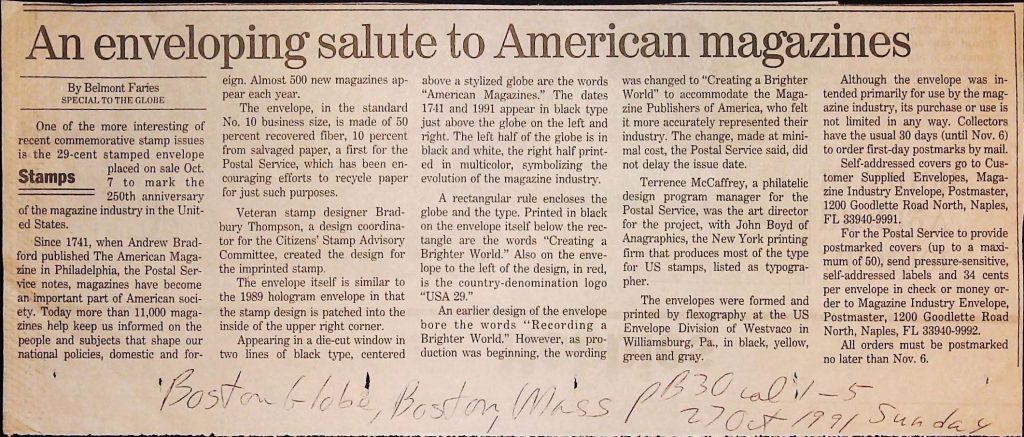 An enveloping salute to American magazines
By Belmont Faries
SPECIAL TO THE GLOBE
One of the more interesting of
recent commemorative stamp issues
is the 29-cent stamped envelope
Stamps
placed on sale Oct.
7 to mark the
250th anniversary
of the magazine industry in the Unit-
ed States.
Since 1741, when Andrew Brad-
ford published The American Maga-
zine in Philadelphia, the Postal Ser-
vice notes, magazines have become
an important part of American soci-
ety. Today more than 11,000 maga-
zines help keep us informed on the
people and subjects that shape our
national policies, domestic and for-
eign. Almost 500 new magazines ap-
pear each year.
The envelope, in the standard
No. 10 business size, is made of 50
percent recovered fiber, 10 percent
from salvaged paper, a first for the
Postal Service, which has been en-
couraging efforts to recycle paper
for just such purposes.
Veteran stamp designer Brad-
bury Thompson, a design coordina-
tor for the Citizens' Stamp Advisory
Committee, created the design for
the imprinted stamp.
The envelope itself is similar to
the 1989 hologram envelope in that
the stamp design is patched into the
inside of the upper right corner.
Appearing in a die-cut window in
two lines of black type, centered
above a stylized globe are the words
"American Magazines." The dates
1741 and 1991 appear in black type
just above the globe on the left and
right. The left half of the globe is in
black and white, the right half print-
ed in multicolor, symbolizing the
evolution of the magazine industry.
A rectangular rule encloses the
globe and the type. Printed in black
on the envelope itself below the rec-
tangle are the words "Creating a
Brighter World." Also on the enve-
lope to the left of the design, in red,
is the country-denomination logo
"USA 29."
An earlier design of the envelope
bore the words "Recording a
Brighter World." However, as pro-
duction was beginning, the wording
was changed to "Creating a Brighter
World" to accommodate the Maga-
zine Publishers of America, who felt
it more accurately represented their
industry. The change, made at min-
imal cost, the Postal Service said, did
not delay the issue date.
Terrence McCaffrey, a philatelic
design program manager for the
Postal Service, was the art director
for the project, with John Boyd of
Anagraphics, the New York printing
firm that produces most of the type
for US stamps, listed as typogra-
pher.
The envelopes were formed and
printed by flexography at the US
Envelope Division of Westvaco in
Williamsburg, Pa., in black, yellow,
green and gray.
Although the envelope was in-
tended primarily for use by the mag-
azine industry, its purchase or use is
not limited in any way. Collectors
have the usual 30 days (until Nov. 6)
to order first-day postmarks by mail.
Self-addressed covers go to Cus-
tomer Supplied Envelopes, Maga-
zine Industry Envelope, Postmaster,
1200 Goodlette Road North, Naples,
FL 33940-9991.
For the Postal Service to provide
postmarked covers (up to a maxi-
mum of 50), send pressure-sensitive,
self-addressed labels and 34 cents
per envelope in check or money or-
der to Magazine Industry Envelope,
Postmaster, 1200 Goodlette Road
North, Naples, FL 33940-9992.
All orders must be postmarked
no later than Nov. 6.
Boston Globe, Boston, Mass pB30 col 1-5
27 Oct 1991 Sunday